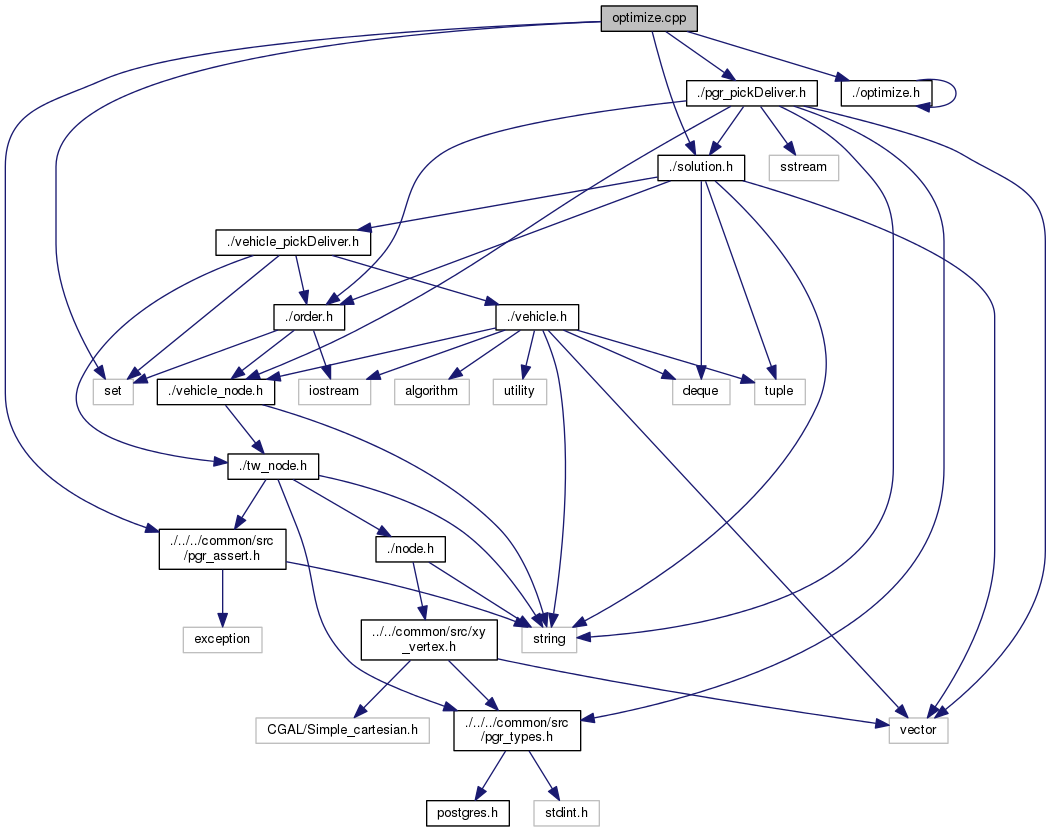 optimize.cpp
./pgr_pickDeliver.h
./optimize.h
./solution.h
sstream
./vehicle_pickDeliver.h
./order.h
./vehicle.h
set
./vehicle_node.h
iostream
algorithm
utility
deque
tuple
./tw_node.h
./../../common/src
/pgr_assert.h
./node.h
exception
../../common/src/xy
_vertex.h
string
CGAL/Simple_cartesian.h
./../../common/src
/pgr_types.h
vector
postgres.h
stdint.h